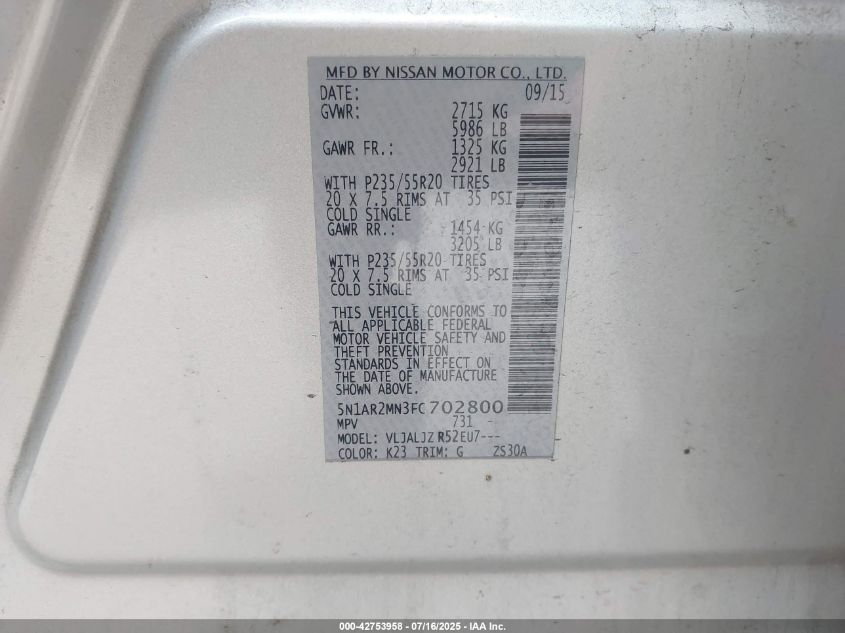 MFD BY NISSAN MOTOR CO., LTD.
DATE: 09/15
GVWR: 2715 KG
5986 LB
GAWR FR.: 1325 KG
2921 LB
WITH P235/55R20 TIRES
20 X 7.5 RIMS AT 35 PSI
COLD SINGLE
GAWR RR.: 1454 KG
3205 LB
WITH P235/55R20 TIRES
20 X 7.5 RIMS AT 35 PSI
COLD SINGLE
THIS VEHICLE CONFORMS TO
ALL APPLICABLE FEDERAL
MOTOR VEHICLE SAFETY AND
THEFT PREVENTION
STANDARDS IN EFFECT ON
THE DATE OF MANUFACTURE
SHOWN ABOVE.
5N1AR2MN3FC702800
MPV 731 -
MODEL: VLJALJZ R52EU7---
COLOR: K23 TRIM: G ZS30A
000-42753958 - 07/16/2025 - IAA Inc.